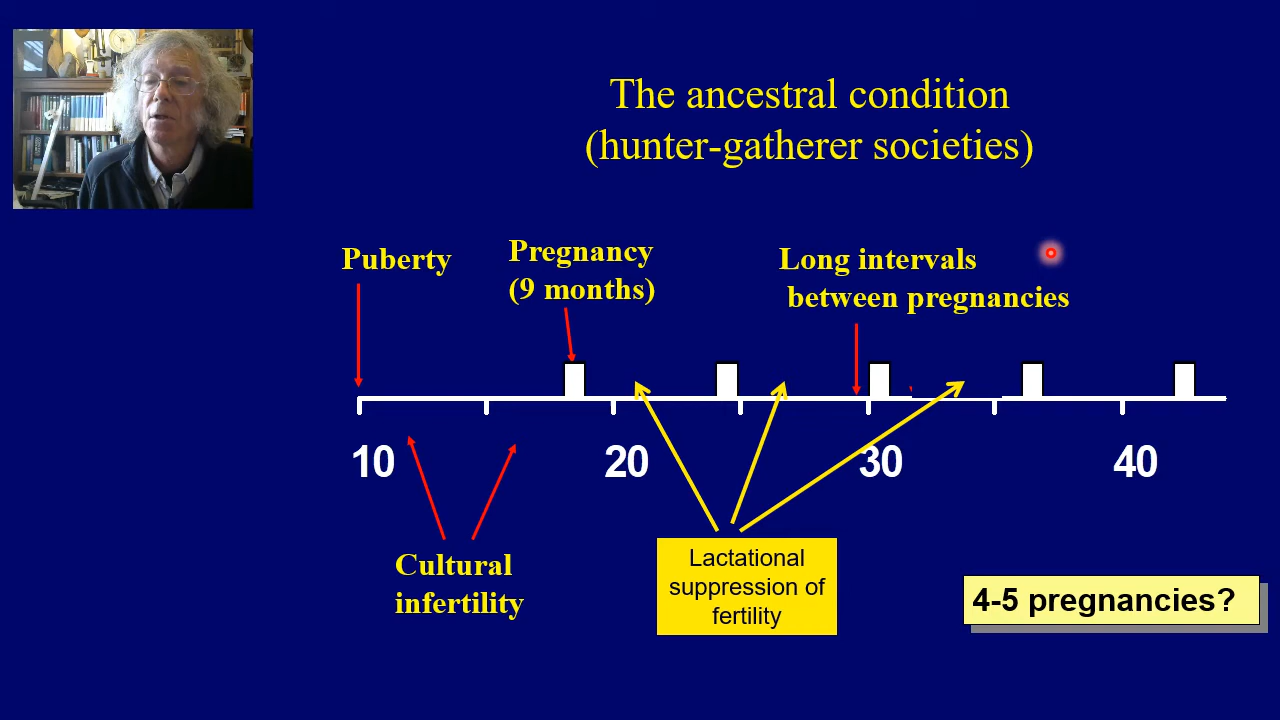 The ancestral condition
(hunter-gatherer societies)
Puberty
Pregnancy
(9 months)
Long intervals
between pregnancies
10
20
30
40
Cultural
infertility
Lactational
suppression of
fertility
4-5 pregnancies?